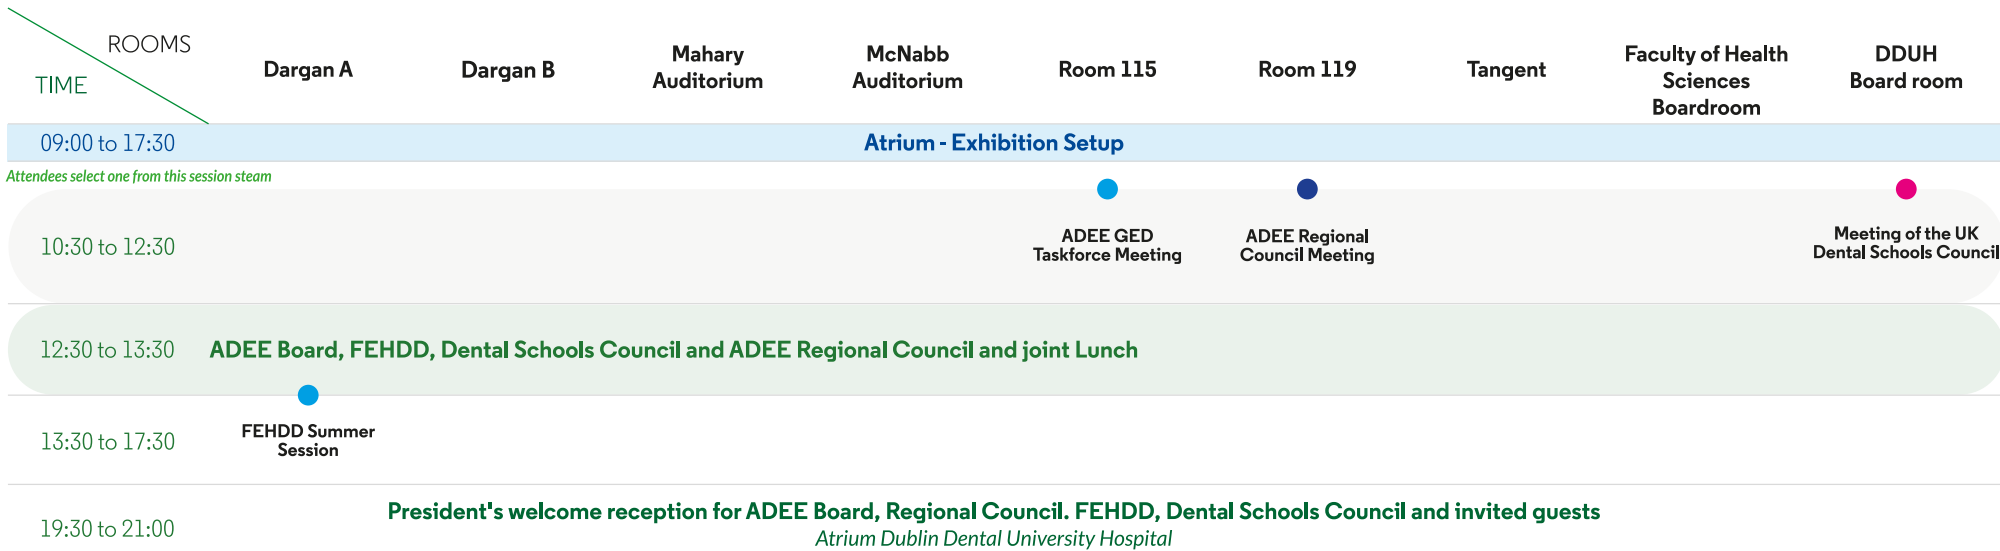 ROOMS
TIME
Dargan A
Dargan B
Mahary
Auditorium
McNabb
Auditorium
Room 115
Room 119
Tangent
Faculty of Health
Sciences
Boardroom
DDUH
Board room
09:00 to 17:30
Atrium - Exhibition Setup
Attendees select one from this session steam
10:30 to 12:30
ADEE GED
Taskforce Meeting
ADEE Regional
Council Meeting
Meeting of the UK
Dental Schools Council
12:30 to 13:30
ADEE Board, FEHDD, Dental Schools Council and ADEE Regional Council and joint Lunch
13:30 to 17:30
FEHDD Summer
Session
19:30 to 21:00
President's welcome reception for ADEE Board, Regional Council. FEHDD, Dental Schools Council and invited guests
Atrium Dublin Dental University Hospital